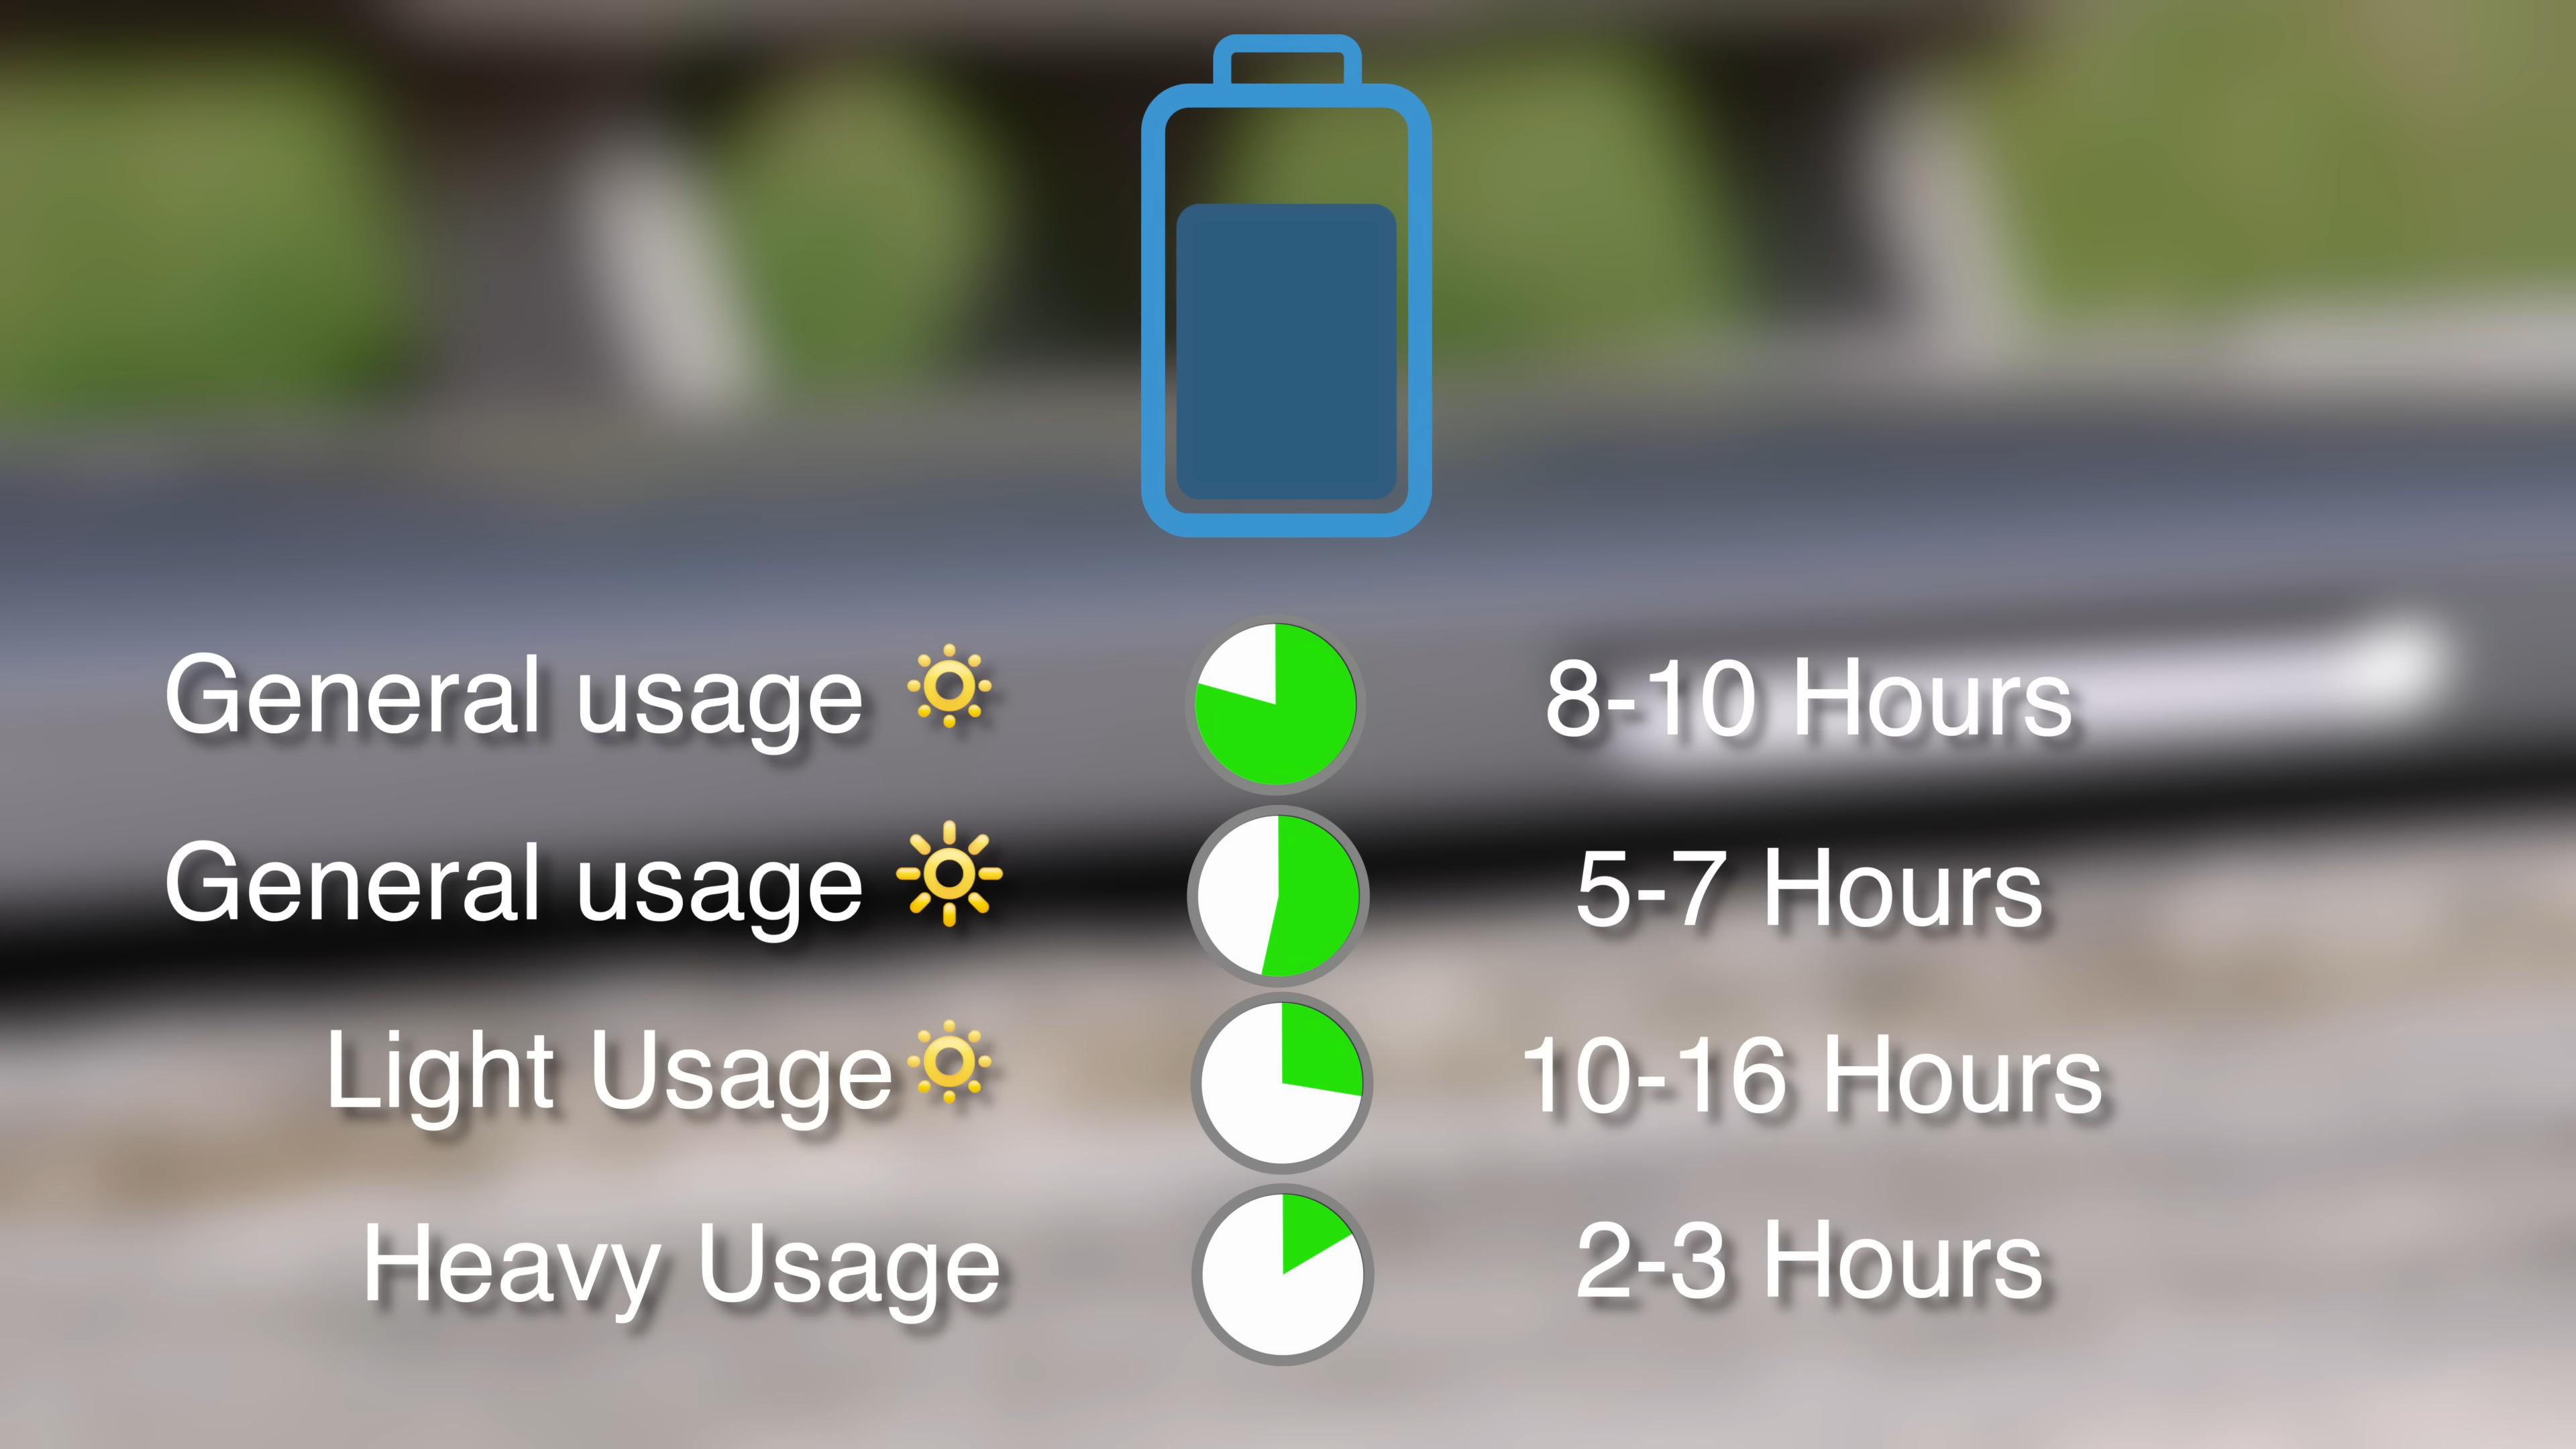 General usage 🔅 8-10 Hours
General usage 🔆 5-7 Hours
Light Usage 🔅 10-16 Hours
Heavy Usage 2-3 Hours